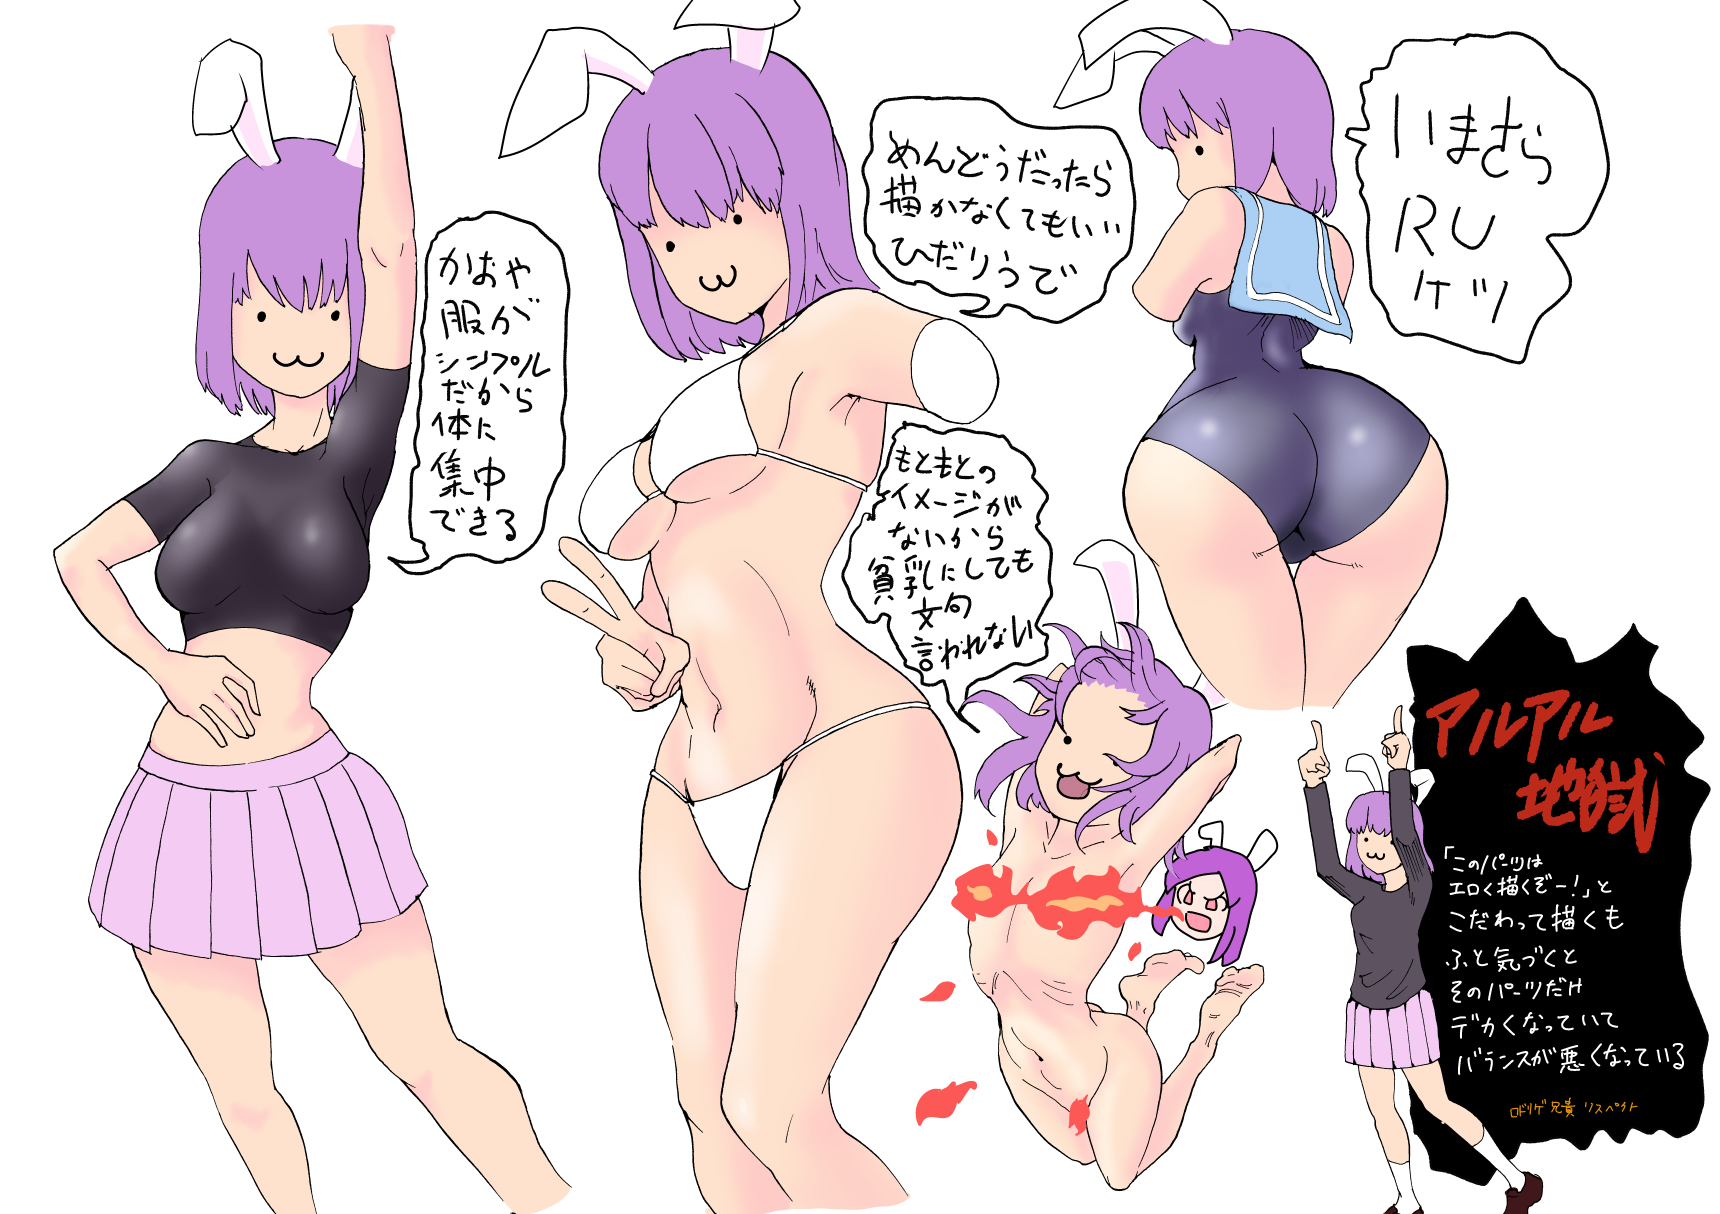 かおや
服が
シンプル
だから
体に
集中
できる
めんどうだったら
描かなくてもいい
ひだりうで
もともとの
イメージが
ないから
貧乳にしても
文句
言われない
いまさら
RU
ケツ
アルアル
地獄
「このパーツは
エロく描くぞー!」と
こだわって描くも
ふと気づくと
そのパーツだけ
デカくなっていて
バランスが悪くなっている
ロドリゲ兄貴 リスペクト